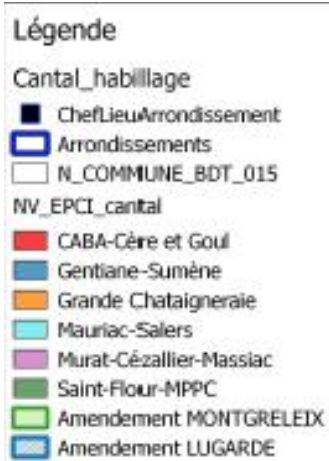 Légende
Cantal_habillage
ChefLieuArrondissement
Arrondissements
N_COMMUNE_BDT_015
NV_EPCI_cantal
CABA-Cère et Goul
Gentiane-Sumène
Grande Chataigneraie
Mauriac-Salers
Murat-Cézallier-Massiac
Saint-Flour-MPPC
Amendement MONTGRELEIX
Amendement LUGARDE